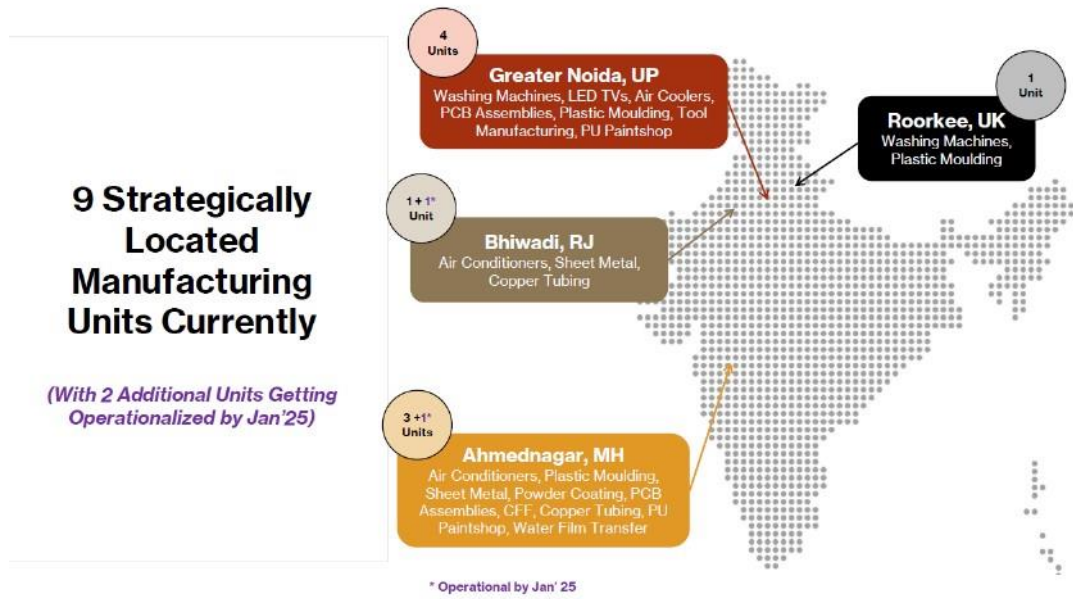 9 Strategically
Located
Manufacturing
Units Currently
(With 2 Additional Units Getting
Operationalized by Jan'25)
4
Units
Greater Noida, UP
Washing Machines, LED TVs, Air Coolers,
PCB Assemblies, Plastic Moulding, Tool
Manufacturing, PU Paintshop
1
Unit
Roorkee, UK
Washing Machines,
Plastic Moulding
1 + 1*
Unit
Bhiwadi, RJ
Air Conditioners, Sheet Metal,
Copper Tubing
3 +1*
Units
Ahmednagar, MH
Air Conditioners, Plastic Moulding,
Sheet Metal, Powder Coating, PCB
Assemblies, CFF, Copper Tubing, PU
Paintshop, Water Film Transfer
* Operational by Jan' 25